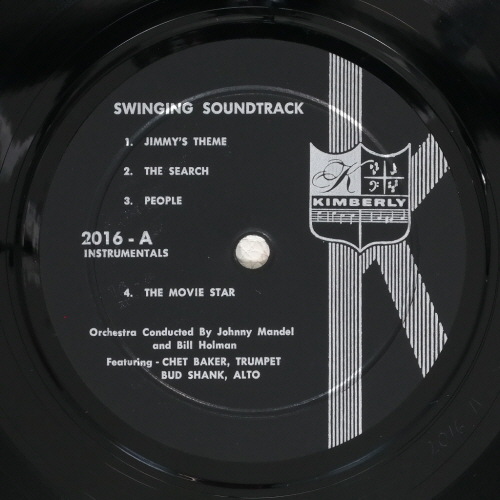 SWINGING SOUNDTRACK
1. JIMMY'S THEME
2. THE SEARCH
3. PEOPLE
K
KIMBERLY
2016 - A
INSTRUMENTALS
4. THE MOVIE STAR
Orchestra Conducted By Johnny Mandel
and Bill Holman
Featuring - CHET BAKER, TRUMPET
BUD SHANK, ALTO